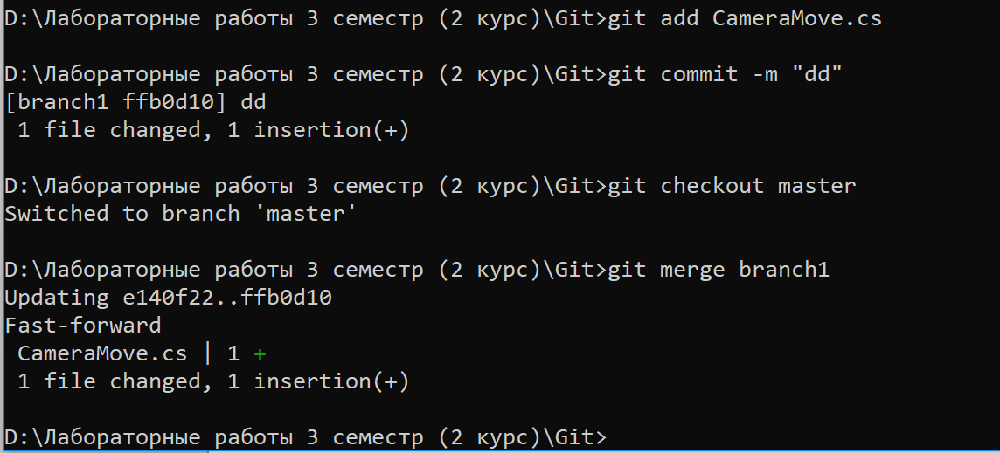 D:\Лабораторные работы 3 семестр (2 курс)\Git>git add CameraMove.cs
D:\Лабораторные работы 3 семестр (2 курс)\Git>git commit -m "dd"
[branch1 ffb0d10] dd
 1 file changed, 1 insertion(+)
D:\Лабораторные работы 3 семестр (2 курс)\Git>git checkout master
Switched to branch 'master'
D:\Лабораторные работы 3 семестр (2 курс)\Git>git merge branch1
Updating e140f22..ffb0d10
Fast-forward
 CameraMove.cs | 1 +
 1 file changed, 1 insertion(+)
D:\Лабораторные работы 3 семестр (2 курс)\Git>